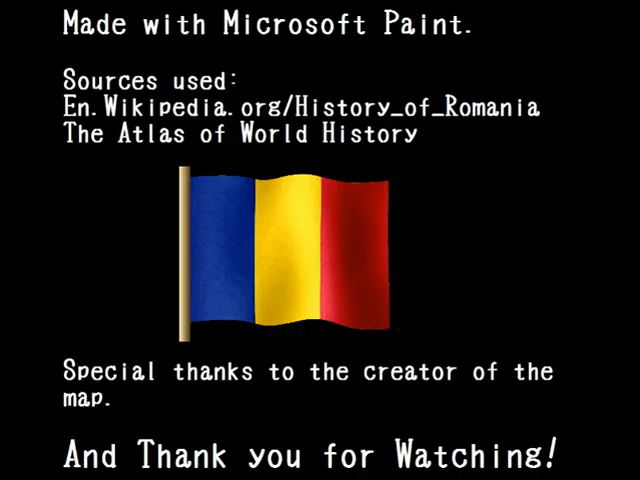 Made with Microsoft Paint.
Sources used:
En.Wikipedia.org/History_of_Romania
The Atlas of World History
Special thanks to the creator of the
map.
And Thank you for Watching!